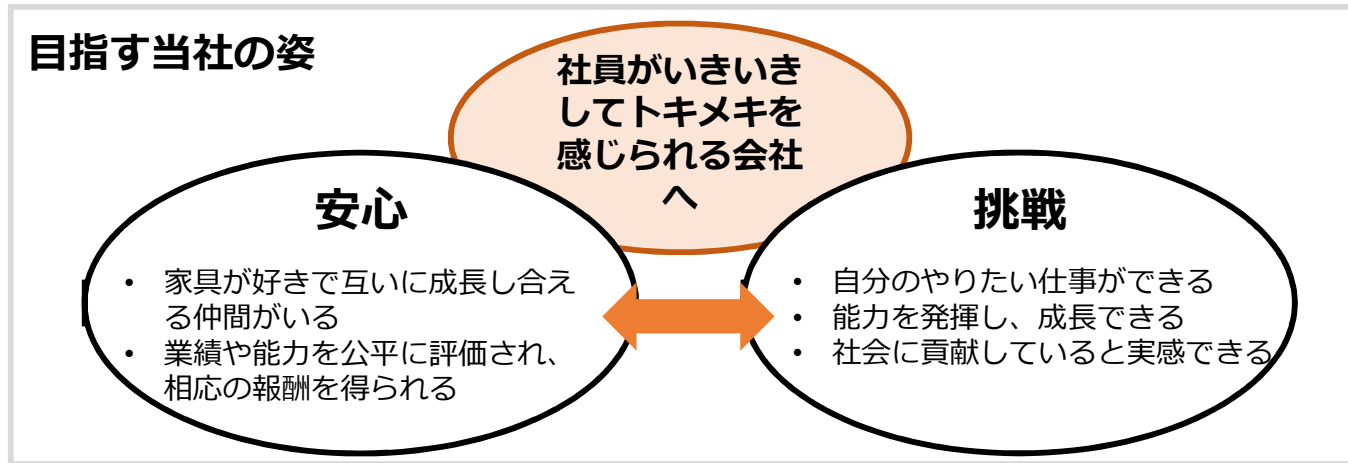 目指す当社の姿
社員がいきいき
してトキメキを
感じられる会社
へ
安心
• 家具が好きで互いに成長し合え
る仲間がいる
• 業績や能力を公平に評価され、
相応の報酬を得られる
挑戦
• 自分のやりたい仕事ができる
• 能力を発揮し、成長できる
• 社会に貢献していると実感できる